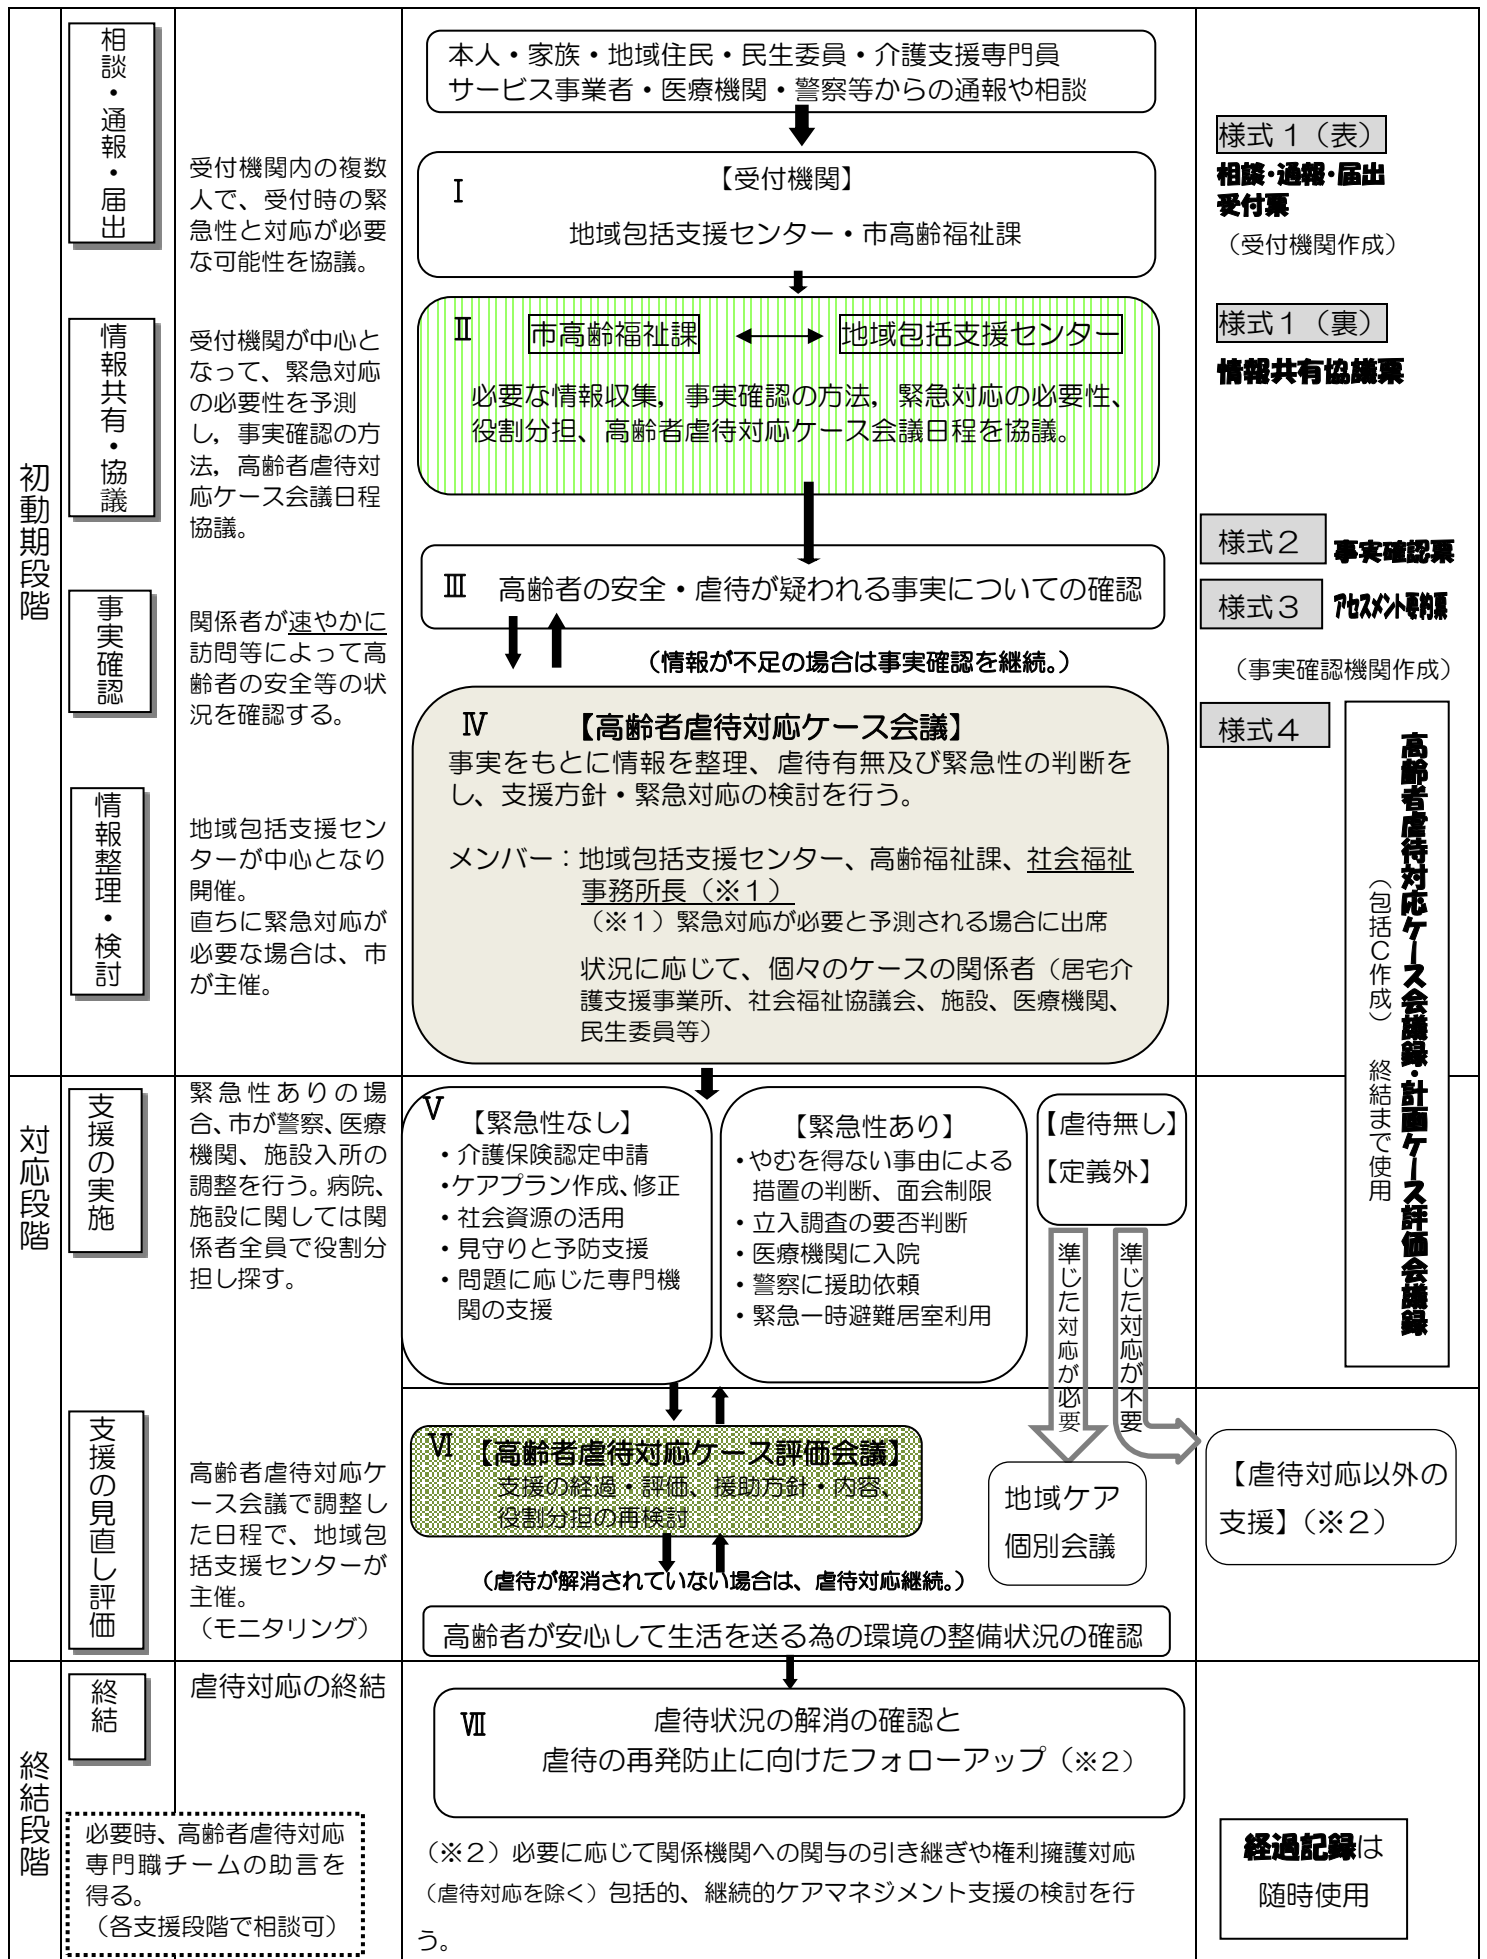 初動期段階
相談・通報・届出
受付機関内の複数
人で、受付時の緊
急性と対応が必要
な可能性を協議。
本人・家族・地域住民・民生委員・介護支援専門員
サービス事業者・医療機関・警察等からの通報や相談
Ⅰ
【受付機関】
地域包括支援センター・市高齢福祉課
様式１（表）
相談・通報・届出
受付票
（受付機関作成）
情報共有・協議
受付機関が中心と
なって、緊急対応
の必要性を予測
し，事実確認の方
法，高齢者虐待対
応ケース会議日程
協議。
Ⅱ
市高齢福祉課
地域包括支援センター
必要な情報収集，事実確認の方法，緊急対応の必要性、
役割分担、高齢者虐待対応ケース会議日程を協議。
様式１（裏）
情報共有協議票
事実確認
関係者が速やかに
訪問等によって高
齢者の安全等の状
況を確認する。
Ⅲ 高齢者の安全・虐待が疑われる事実についての確認
（情報が不足の場合は事実確認を継続。）
様式２
事実確認票
様式３
アセスメント要約票
（事実確認機関作成）
情報整理・検討
地域包括支援セン
ターが中心となり
開催。
直ちに緊急対応が
必要な場合は、市
が主催。
Ⅳ
【高齢者虐待対応ケース会議】
事実をもとに情報を整理、虐待有無及び緊急性の判断を
し、支援方針・緊急対応の検討を行う。
メンバー：地域包括支援センター、高齢福祉課、社会福祉
事務所長（※１）
（※１）緊急対応が必要と予測される場合に出席
状況に応じて、個々のケースの関係者（居宅介
護支援事業所、社会福祉協議会、施設、医療機関、
民生委員等）
様式４
高齢者虐待対応ケース会議録・計画ケース評価会議録
（包括Ｃ作成） 終結まで使用
対応段階
支援の実施
緊急性ありの場
合、市が警察、医療
機関、施設入所の
調整を行う。病院、
施設に関しては関
係者全員で役割分
担し探す。
Ⅴ
【緊急性なし】
・介護保険認定申請
・ケアプラン作成、修正
・社会資源の活用
・見守りと予防支援
・問題に応じた専門機
関の支援
【緊急性あり】
・やむを得ない事由による
措置の判断、面会制限
・立入調査の要否判断
・医療機関に入院
・警察に援助依頼
・緊急一時避難居室利用
【虐待無し】
【定義外】
準じた対応が必要
準じた対応が不要
支援の見直し評価
高齢者虐待対応ケ
ース会議で調整し
た日程で、地域包
括支援センターが
主催。
（モニタリング）
Ⅵ
【高齢者虐待対応ケース評価会議】
支援の経過・評価、援助方針・内容、
役割分担の再検討
（虐待が解消されていない場合は、虐待対応継続。）
地域ケア
個別会議
【虐待対応以外の
支援】（※２）
高齢者が安心して生活を送る為の環境の整備状況の確認
終結段階
終結
虐待対応の終結
Ⅶ
虐待状況の解消の確認と
虐待の再発防止に向けたフォローアップ（※２）
必要時、高齢者虐待対応
専門職チームの助言を
得る。
（各支援段階で相談可）
（※２）必要に応じて関係機関への関与の引き継ぎや権利擁護対応
（虐待対応を除く）包括的、継続的ケアマネジメント支援の検討を行
う。
経過記録は
随時使用